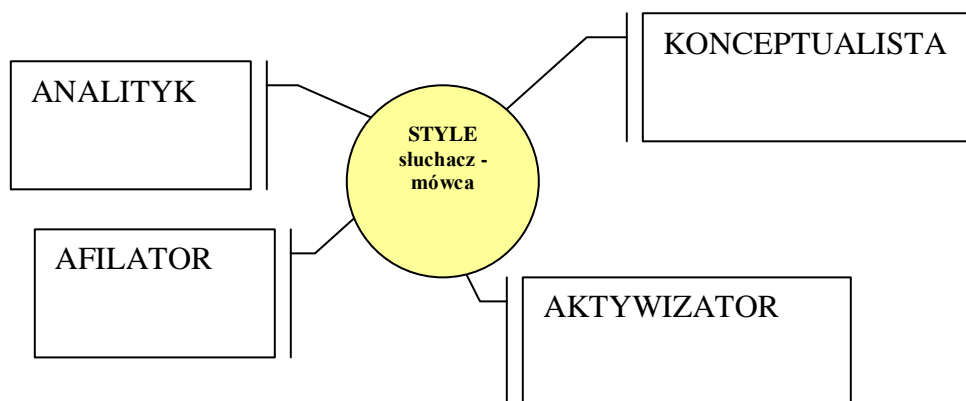 KONCEPTUALISTA
ANALITYK
STYLE
słuchacz -
mówca
AFILATOR
AKTYWIZATOR